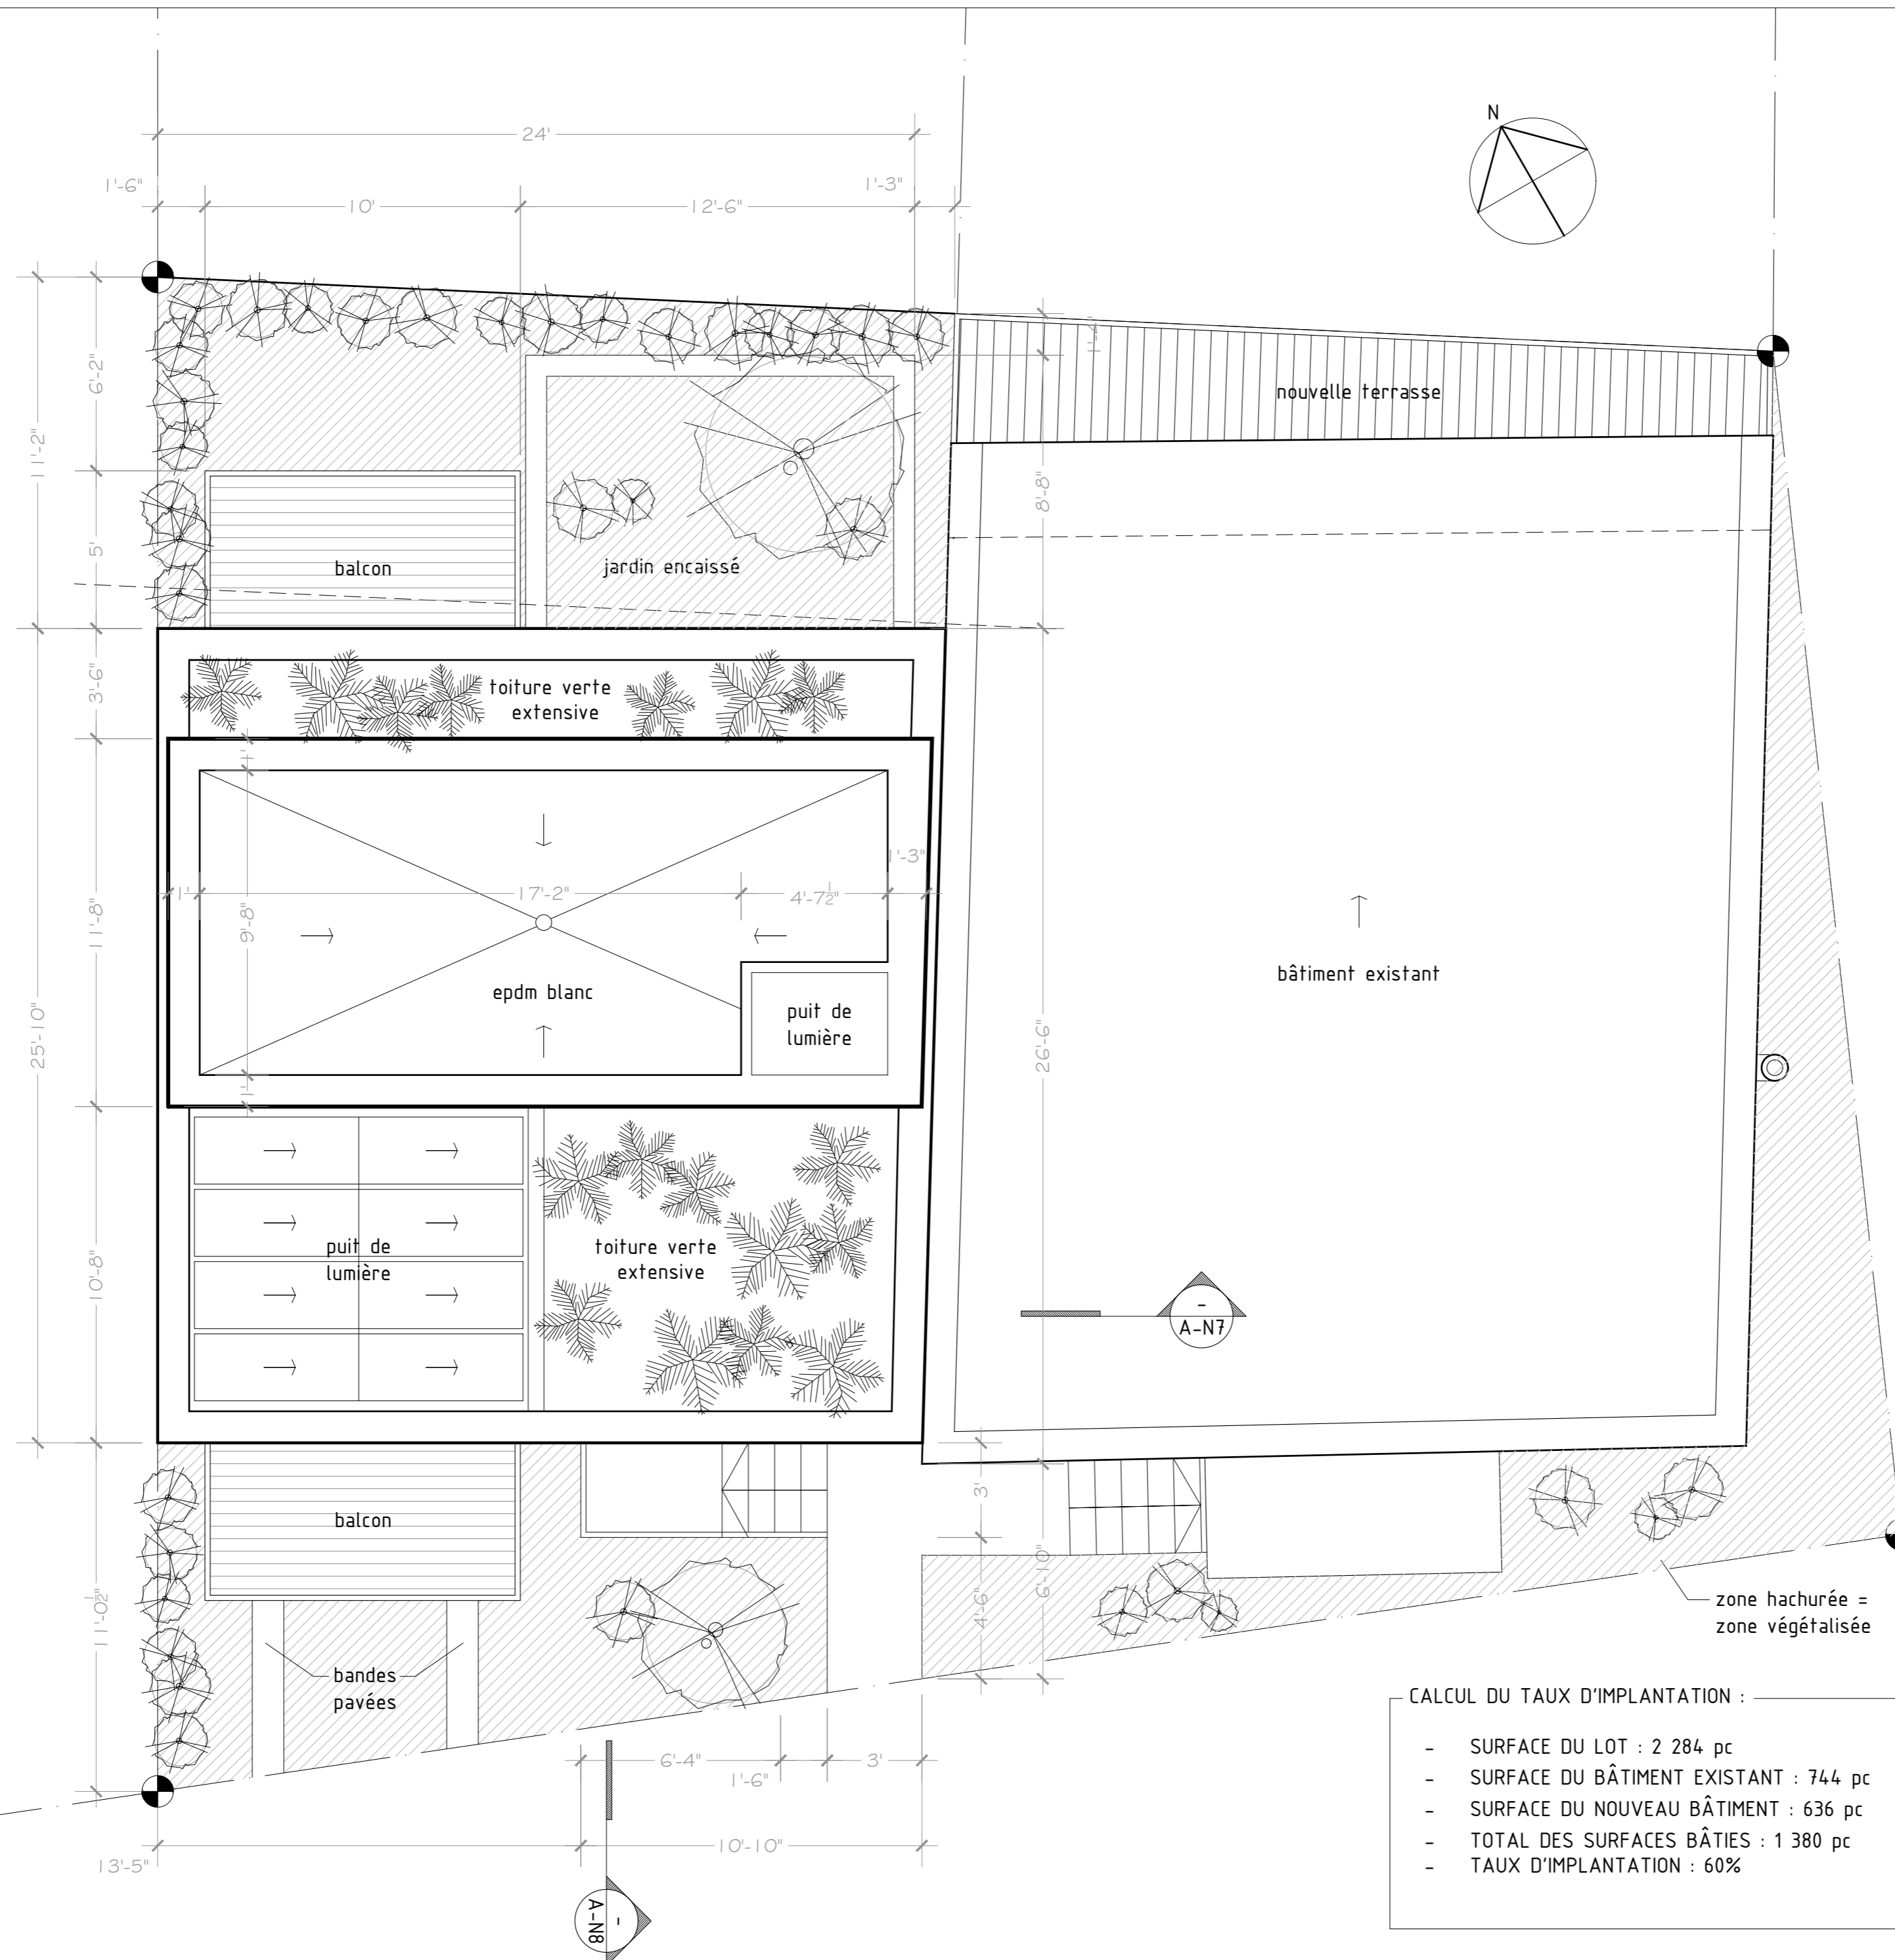 N
24'
1'-6"
10'
12'-6"
1'-3"
6'-2"
11'-2"
5'
nouvelle terrasse
8'-8"
balcon
jardin encaissé
3'-6"
toiture verte
extensive
1'
1'-3"
1'
17'-2"
4'-7½"
9'-8"
11'-8"
epdm blanc
bâtiment existant
puit de
lumière
25'-10"
26'-6"
1'
10'-8"
puit de
lumière
toiture verte
extensive
-
A-N7
3'
balcon
6'-10"
4'-6"
11'-0½"
zone hachurée =
zone végétalisée
bandes
pavées
6'-4"
1'-6"
3'
10'-10"
13'-5"
-
A-N8
CALCUL DU TAUX D'IMPLANTATION :
- SURFACE DU LOT : 2 284 pc
- SURFACE DU BÂTIMENT EXISTANT : 744 pc
- SURFACE DU NOUVEAU BÂTIMENT : 636 pc
- TOTAL DES SURFACES BÂTIES : 1 380 pc
- TAUX D'IMPLANTATION : 60%